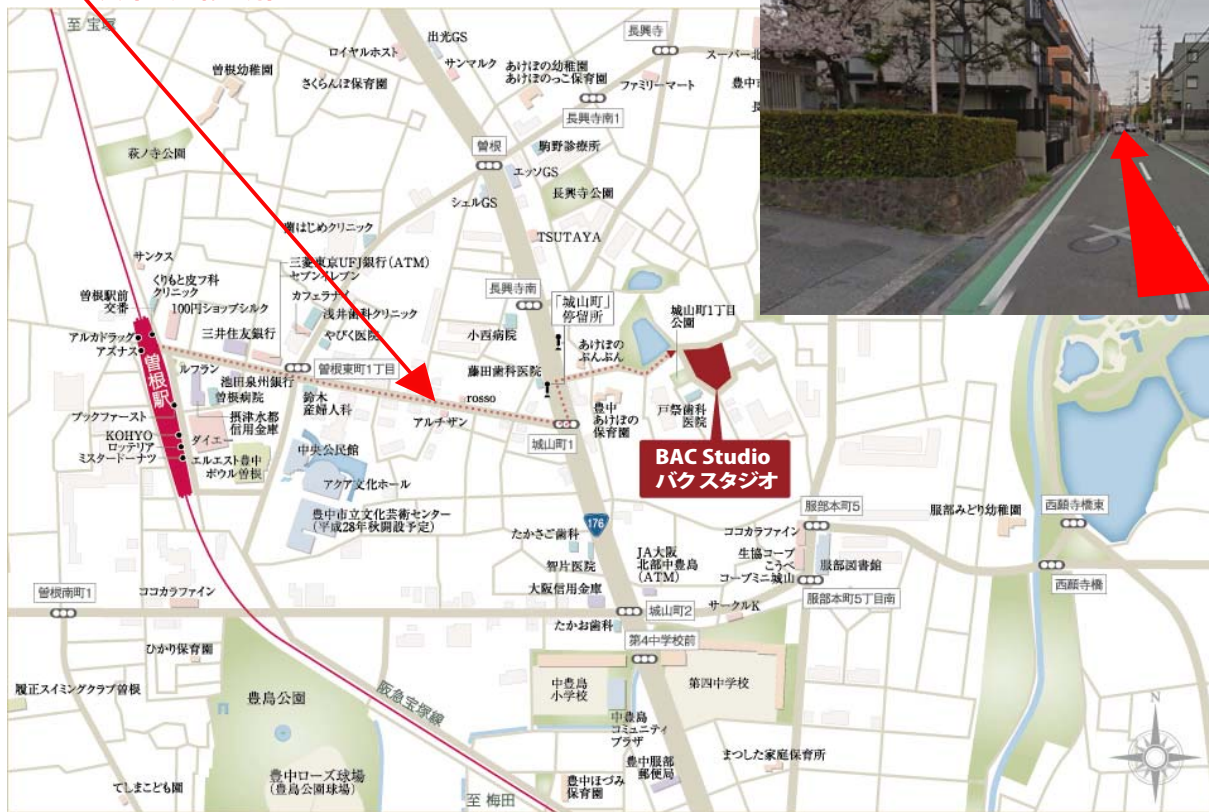 至 宝塚
出光GS
ロイヤルホスト
サンマルク
長興寺
曽根幼稚園
さくらんぼ保育園
あけぼの幼稚園
あけぼのっこ保育園
ファミリーマート
スーパー北
豊中市
長興寺南1
萩ノ寺公園
曽根
駒野診療所
エッソGS
シェルGS
長興寺公園
TSUTAYA
はじめクリニック
三菱東京UFJ銀行(ATM)
セブンイレブン
サンクス
くりもと皮フ科
クリニック
曽根駅前
交番
100円ショップシルク
カフェラナイ
浅井歯科クリニック
やびく医院
三井住友銀行
アルカドラッグ
アズナス
曽根駅
ルフラン
池田泉州銀行
曽根病院
曽根東町1丁目
長興寺南
「城山町」
停留所
小西病院
藤田歯科医院
あけぼの
ぶんぶん
城山町1丁目
公園
ブックファースト
摂津水都
信用金庫
鈴木
産婦人科
rosso
アルチザン
豊中
あけぼの
保育園
戸祭歯科
医院
城山町1
KOHYO
ロッテリア
ミスタードーナツ
ダイエー
エルエスト豊中
ボウル曽根
中央公民館
アクア文化ホール
豊中市立文化芸術センター
(平成28年秋開設予定)
BAC Studio
バク スタジオ
176
たかさご歯科
智片医院
大阪信用金庫
JA大阪
北部中豊島
(ATM)
服部本町5
ココカラファイン
生協コープ
こうべ
コープミニ城山
服部図書館
服部みどり幼稚園
西願寺橋東
西願寺橋
服部本町5丁目南
曽根南町1
ココカラファイン
城山町2
サークルK
たかお歯科
第4中学校前
ひかり保育園
履正スイミングクラブ曽根
豊島公園
阪急宝塚線
中豊島
小学校
第四中学校
中豊島
コミュニティ
プラザ
豊中服部
郵便局
まつした家庭保育所
てしまこども園
豊中ローズ球場
(豊島公園球場)
至 梅田
豊中ほづみ
保育園
N